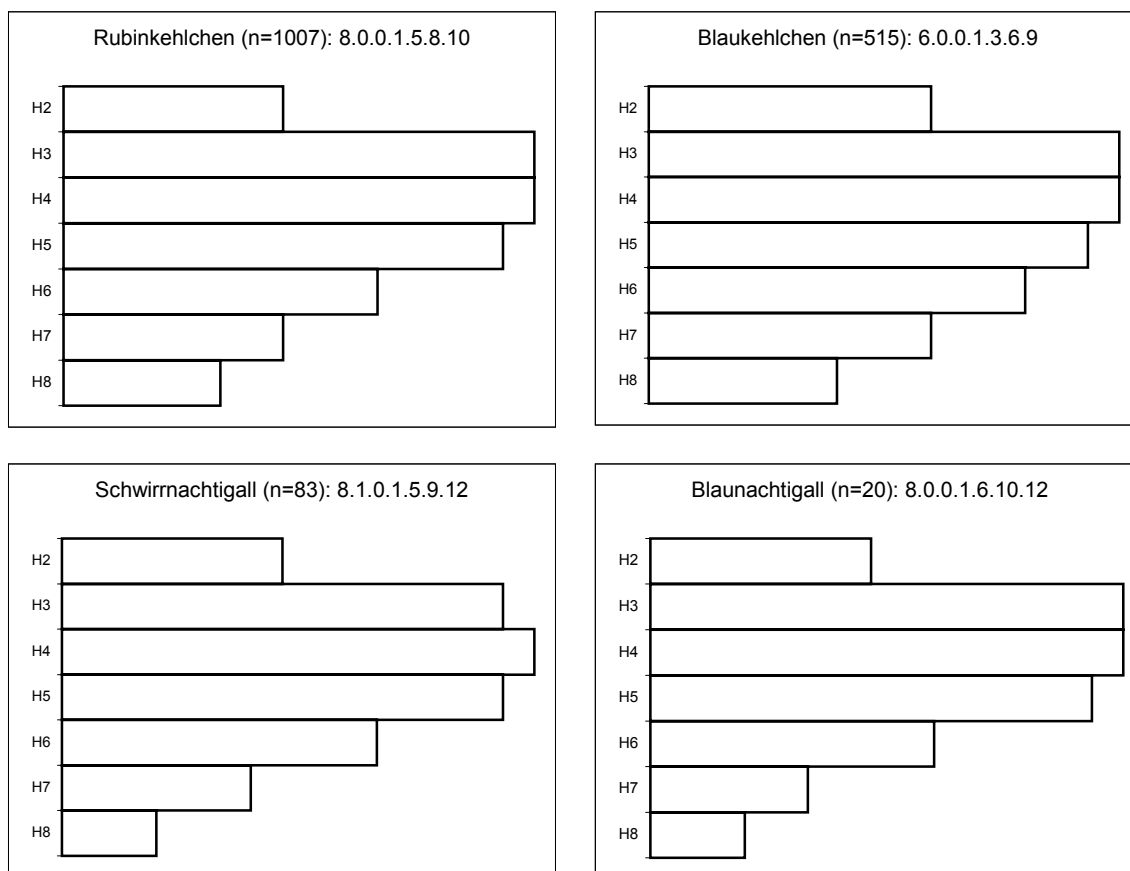 Rubinkehlchen (n=1007): 8.0.0.1.5.8.10
H2
H3
H4
H5
H6
H7
H8
Blaukehlchen (n=515): 6.0.0.1.3.6.9
H2
H3
H4
H5
H6
H7
H8
Schwirrnachtigall (n=83): 8.1.0.1.5.9.12
H2
H3
H4
H5
H6
H7
H8
Blaunachtigall (n=20): 8.0.0.1.6.10.12
H2
H3
H4
H5
H6
H7
H8